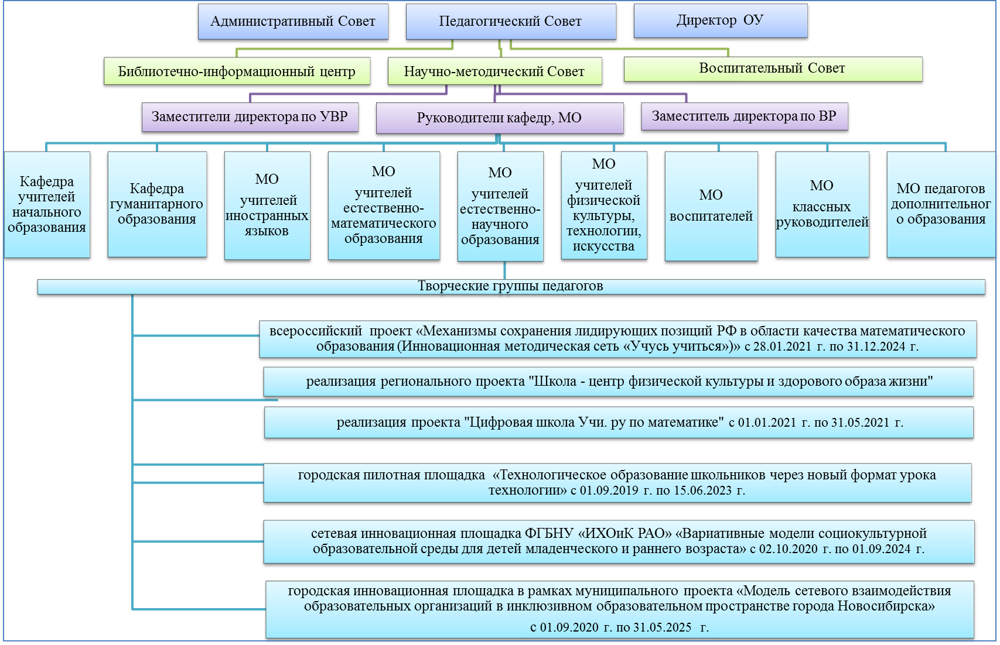 Административный Совет
Педагогический Совет
Директор ОУ
Библиотечно-информационный центр
Научно-методический Совет
Воспитательный Совет
Заместители директора по УВР
Руководители кафедр, МО
Заместитель директора по ВР
Кафедра
учителей
начального
образования
Кафедра
гуманитарного
образования
МО
учителей
иностранных
языков
МО
учителей
естественно-
математического
образования
МО
учителей
естественно-
научного
образования
МО
учителей
физической
культуры,
технологии,
искусства
МО
воспитателей
МО
классных
руководителей
МО педагогов
дополнительног
о образования
Творческие группы педагогов
всероссийский проект «Механизмы сохранения лидирующих позиций РФ в области качества математического
образования (Инновационная методическая сеть «Учусь учиться»)» с 28.01.2021 г. по 31.12.2024 г.
реализация регионального проекта "Школа - центр физической культуры и здорового образа жизни"
реализация проекта "Цифровая школа Учи. ру по математике" с 01.01.2021 г. по 31.05.2021 г.
городская пилотная площадка «Технологическое образование школьников через новый формат урока
технологии» с 01.09.2019 г. по 15.06.2023 г.
сетевая инновационная площадка ФГБНУ «ИХОиК РАО» «Вариативные модели социокультурной
образовательной среды для детей младенческого и раннего возраста» с 02.10.2020 г. по 01.09.2024 г.
городская инновационная площадка в рамках муниципального проекта «Модель сетевого взаимодействия
образовательных организаций в инклюзивном образовательном пространстве города Новосибирска»
с 01.09.2020 г. по 31.05.2025 г.